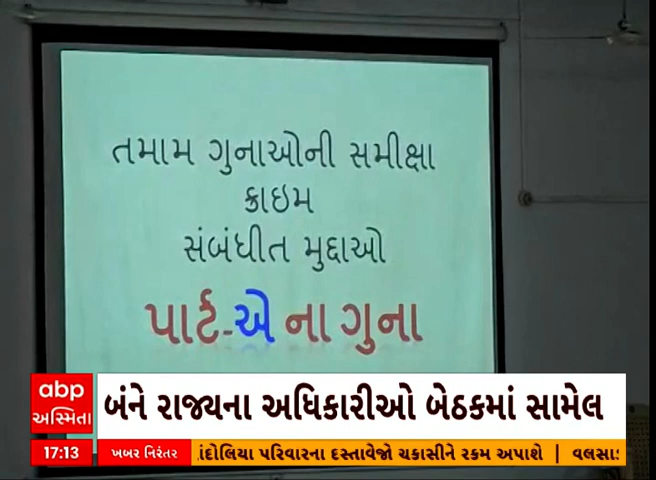 તમામ ગુનાઓની સમીક્ષા
ક્રાઇમ
સંબંધીત મુદ્દાઓ
પાર્ટ-એ ના ગુના
abp
અસ્મિતા
બંને રાજ્યના અધિકારીઓ બેઠકમાં સામેલ
17:13
ખબર નિરંતર
પરિવારના દસ્તાવેજો ચકાસીને રકમ અપાશે |